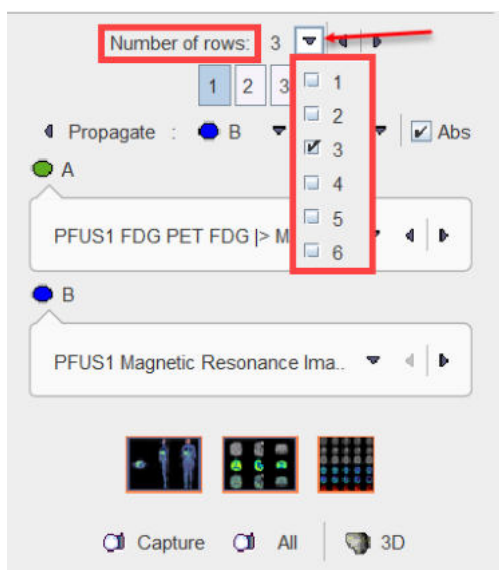 Number of rows: 3
1 2 3
1
2
3
4
5
6
Propagate : B
Abs
A
PFUS1 FDG PET FDG |> M
B
PFUS1 Magnetic Resonance Ima..
Capture All 3D